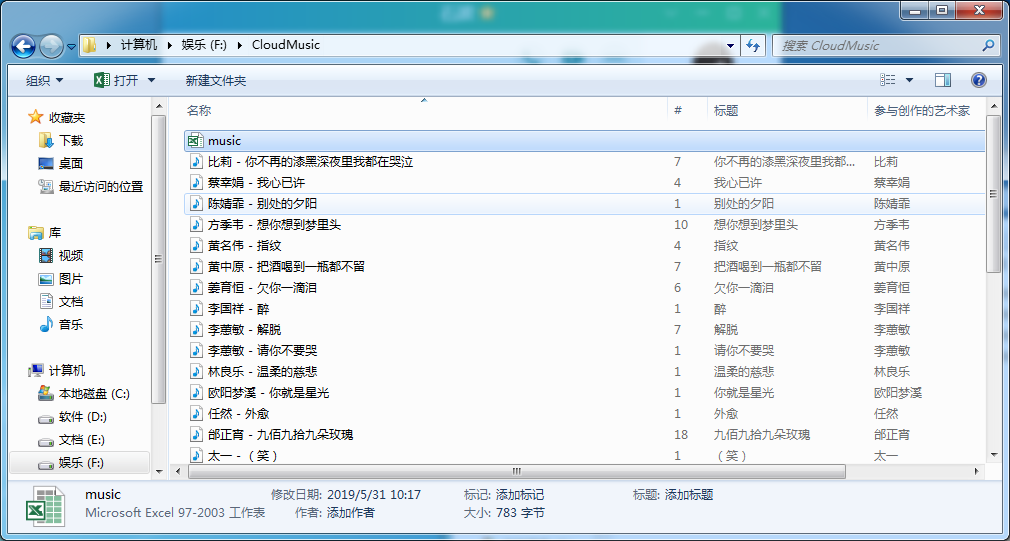 计算机 娱乐 (F:) CloudMusic 搜索 CloudMusic
组织 打开 新建文件夹
收藏夹
下载
桌面
最近访问的位置
库
视频
图片
文档
音乐
计算机
本地磁盘 (C:)
软件 (D:)
文档 (E:)
娱乐 (F:)
名称 # 标题 参与创作的艺术家
music
比莉 - 你不再的漆黑深夜里我都在哭泣 7 你不再的漆黑深夜里我都... 比莉
蔡幸娟 - 我心已许 4 我心已许 蔡幸娟
陈婧霏 - 别处的夕阳 1 别处的夕阳 陈婧霏
方季韦 - 想你想到梦里头 10 想你想到梦里头 方季韦
黄名伟 - 指纹 4 指纹 黄名伟
黄中原 - 把酒喝到一瓶都不留 7 把酒喝到一瓶都不留 黄中原
姜育恒 - 欠你一滴泪 6 欠你一滴泪 姜育恒
李国祥 - 醉 1 醉 李国祥
李蕙敏 - 解脱 7 解脱 李蕙敏
李蕙敏 - 请你不要哭 1 请你不要哭 李蕙敏
林良乐 - 温柔的慈悲 1 温柔的慈悲 林良乐
欧阳梦溪 - 你就是星光 1 你就是星光 欧阳梦溪
任然 - 外愈 1 外愈 任然
邰正宵 - 九佰九拾九朵玫瑰 18 九佰九拾九朵玫瑰 邰正宵
太一 - （笑） 1 （笑） 太一
music 修改日期: 2019/5/31 10:17 标记: 添加标记 标题: 添加标题
Microsoft Excel 97-2003 工作表 作者: 添加作者 大小: 783 字节